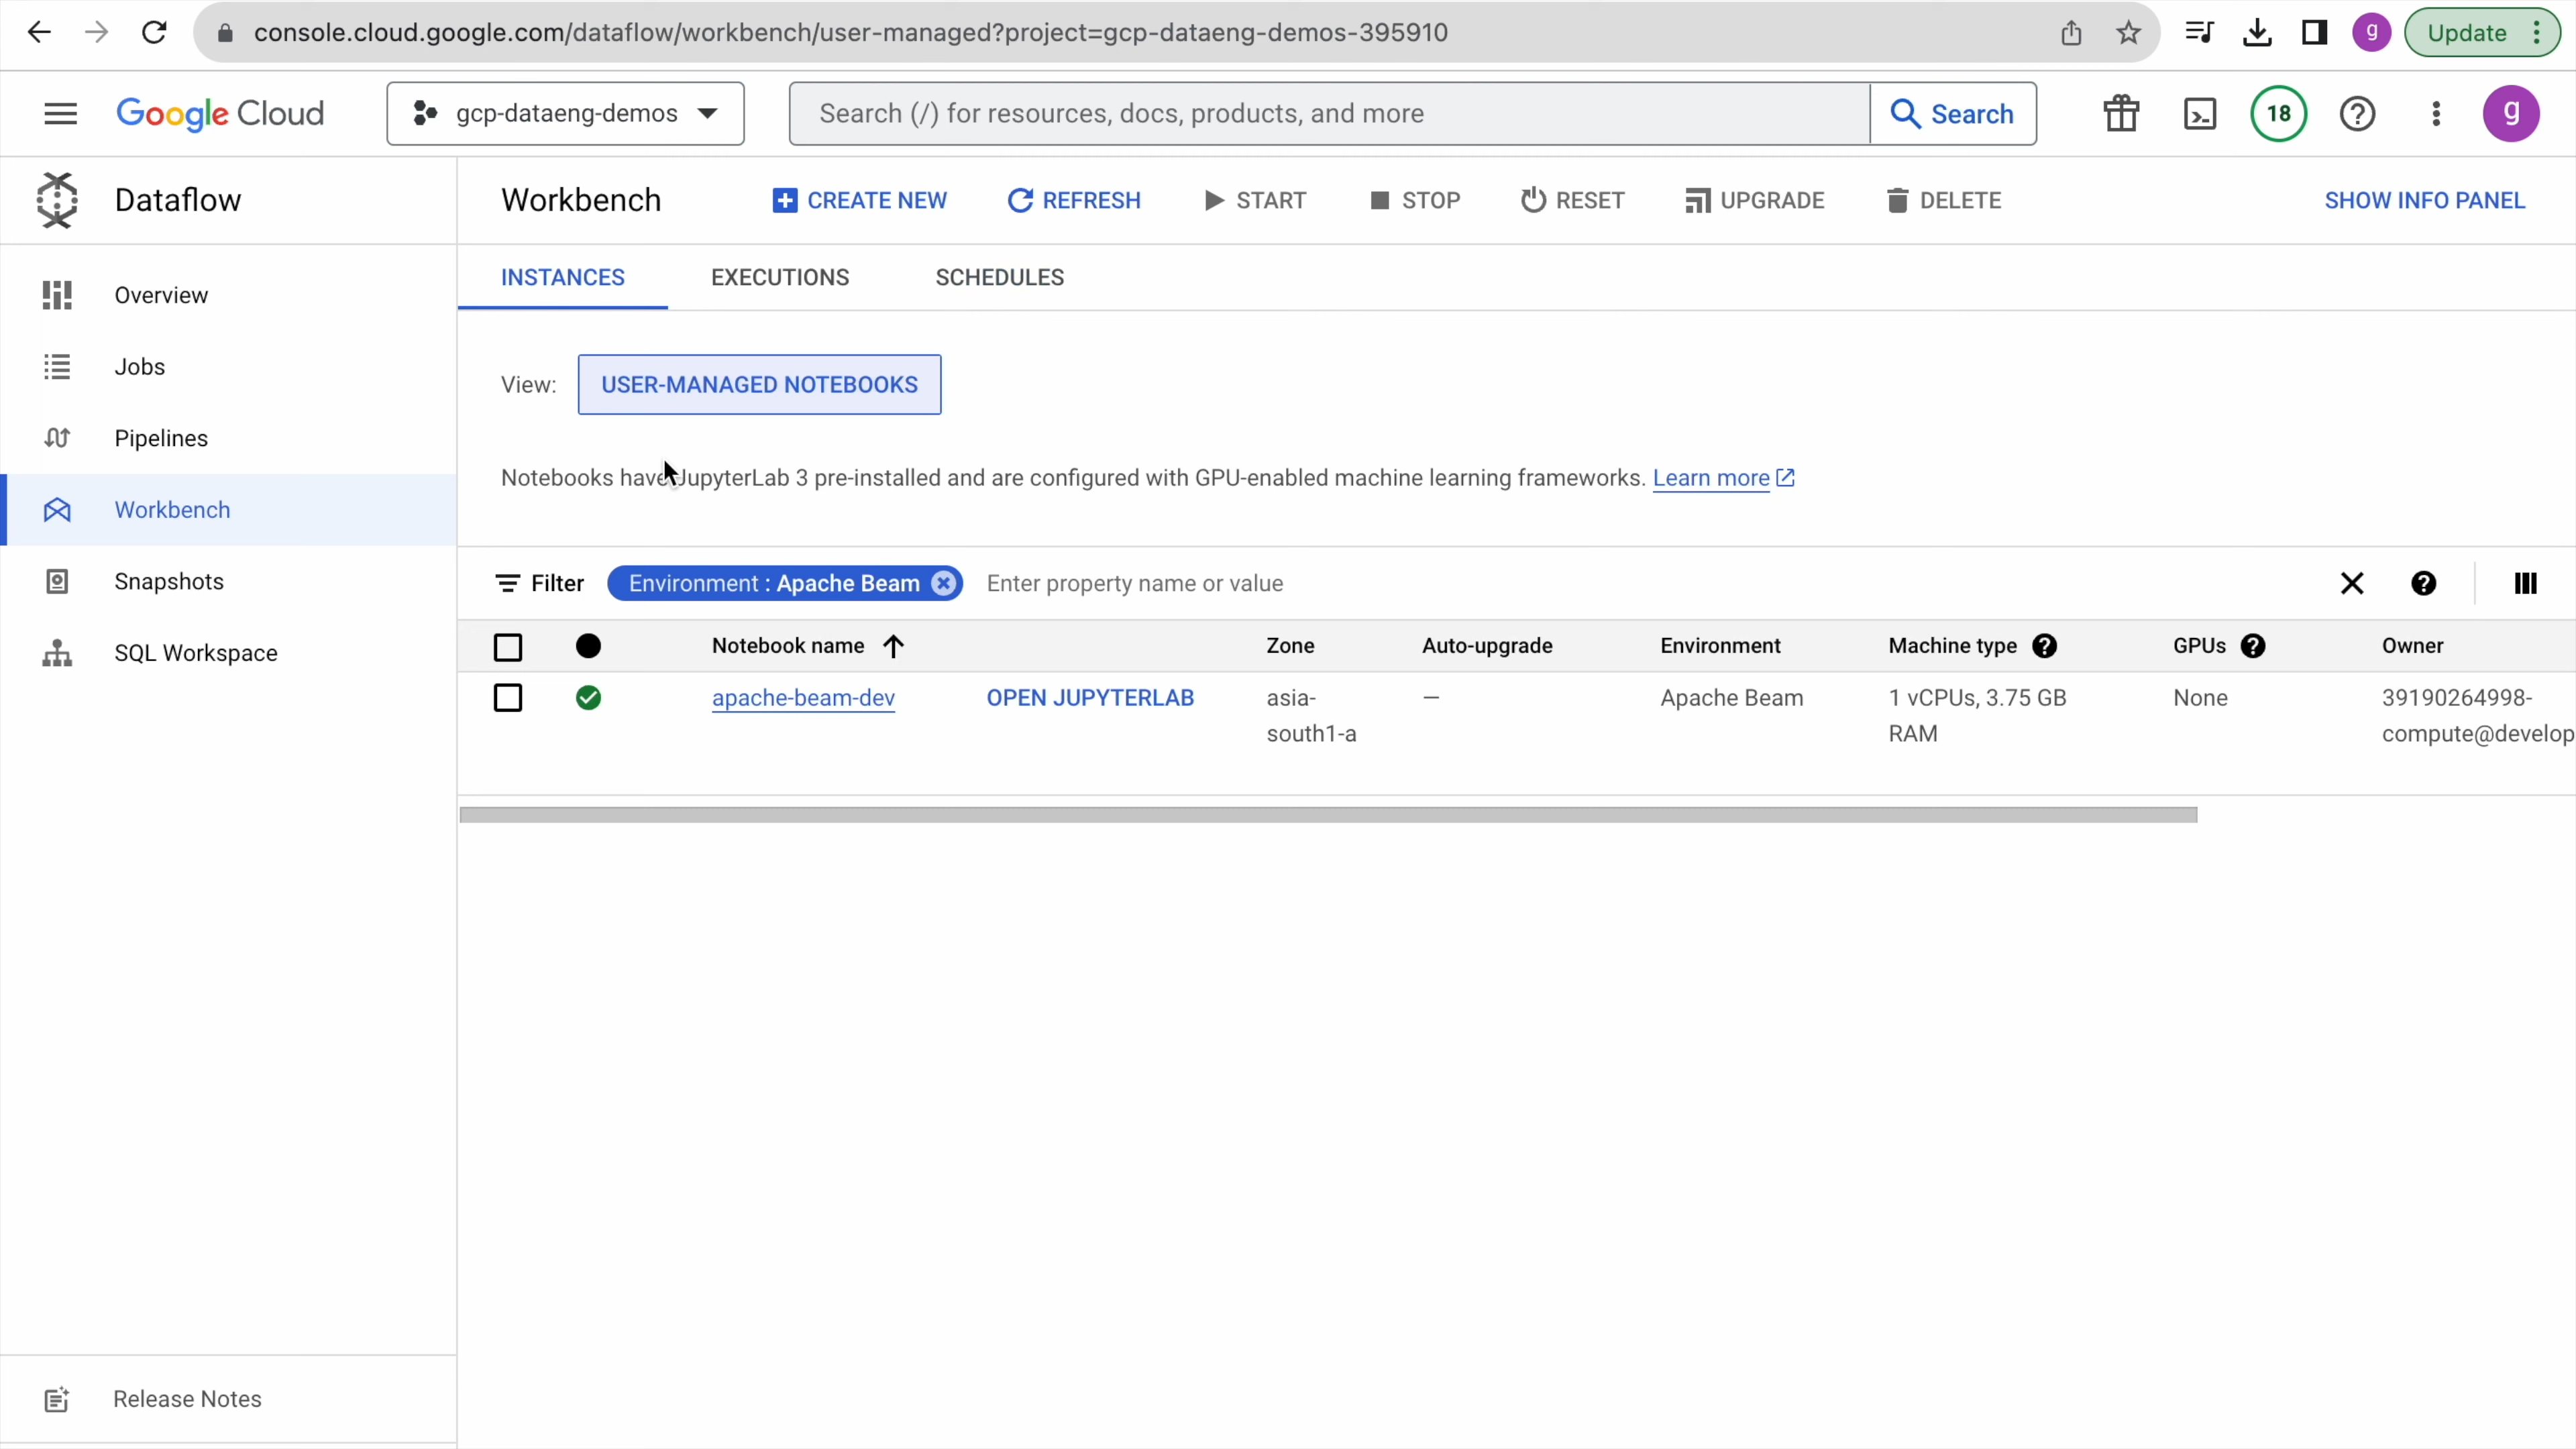 console.cloud.google.com/dataflow/workbench/user-managed?project=gcp-dataeng-demos-395910
g
Update
Google Cloud
gcp-dataeng-demos
Search (/) for resources, docs, products, and more
Search
18
g
Dataflow
Workbench
CREATE NEW
REFRESH
START
STOP
RESET
UPGRADE
DELETE
SHOW INFO PANEL
Overview
Jobs
Pipelines
Workbench
Snapshots
SQL Workspace
INSTANCES
EXECUTIONS
SCHEDULES
View:
USER-MANAGED NOTEBOOKS
Notebooks have JupyterLab 3 pre-installed and are configured with GPU-enabled machine learning frameworks. Learn more
Filter
Environment : Apache Beam
Enter property name or value
Notebook name
Zone
Auto-upgrade
Environment
Machine type
GPUs
Owner
apache-beam-dev
OPEN JUPYTERLAB
asia-
south1-a
—
Apache Beam
1 vCPUs, 3.75 GB
RAM
None
39190264998-
compute@develop
Release Notes